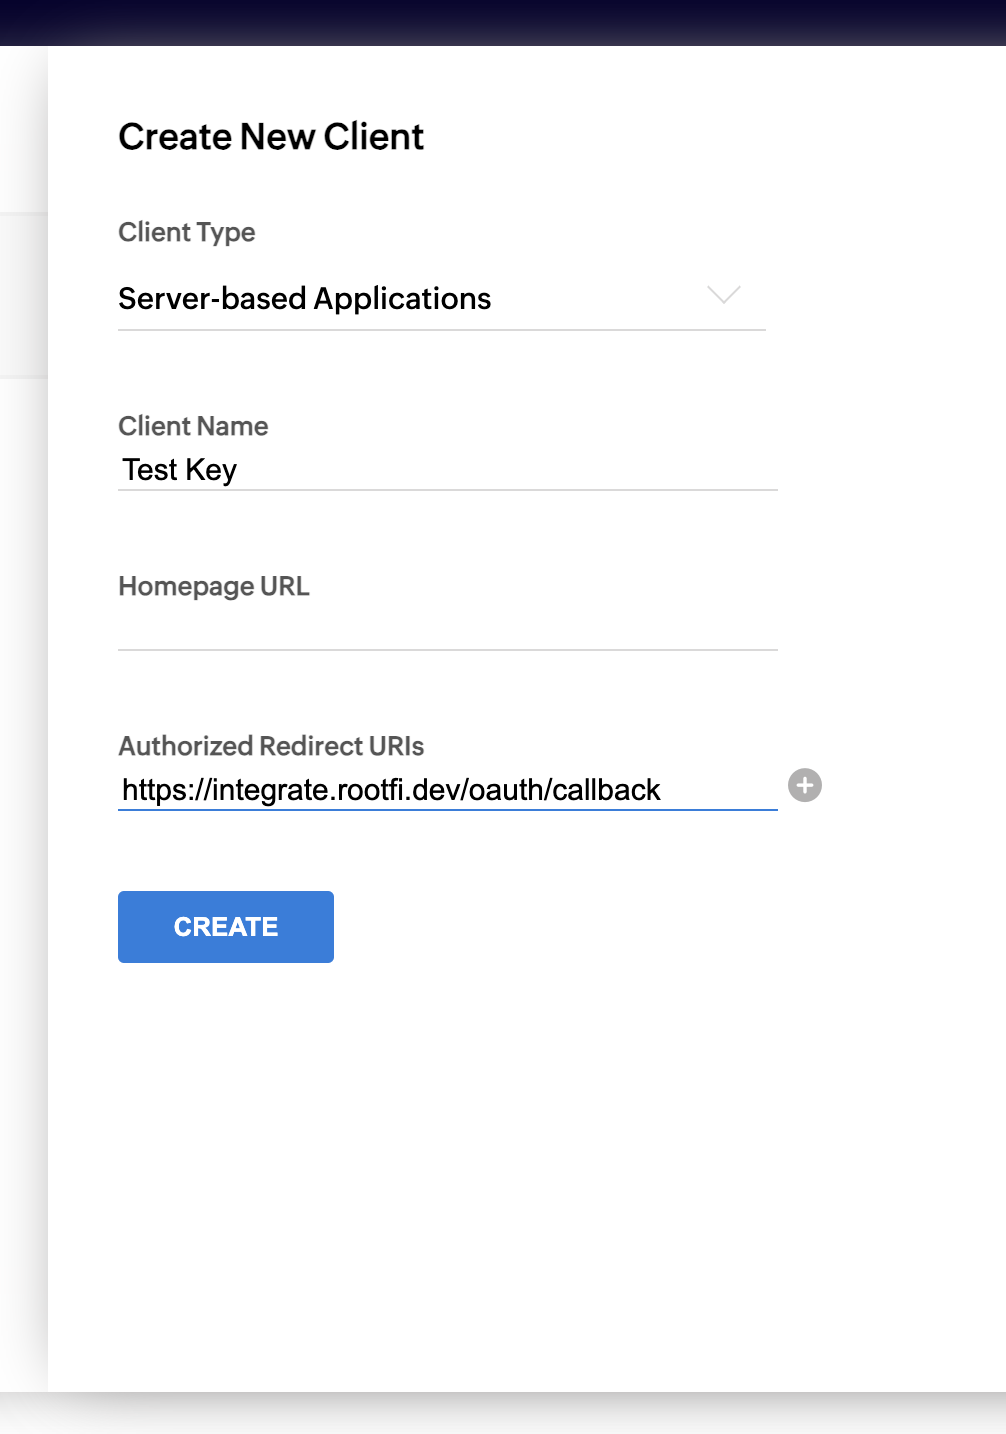 Create New Client
Client Type
Server-based Applications
Client Name
Test Key
Homepage URL
Authorized Redirect URIs
https://integrate.rootfi.dev/oauth/callback
CREATE